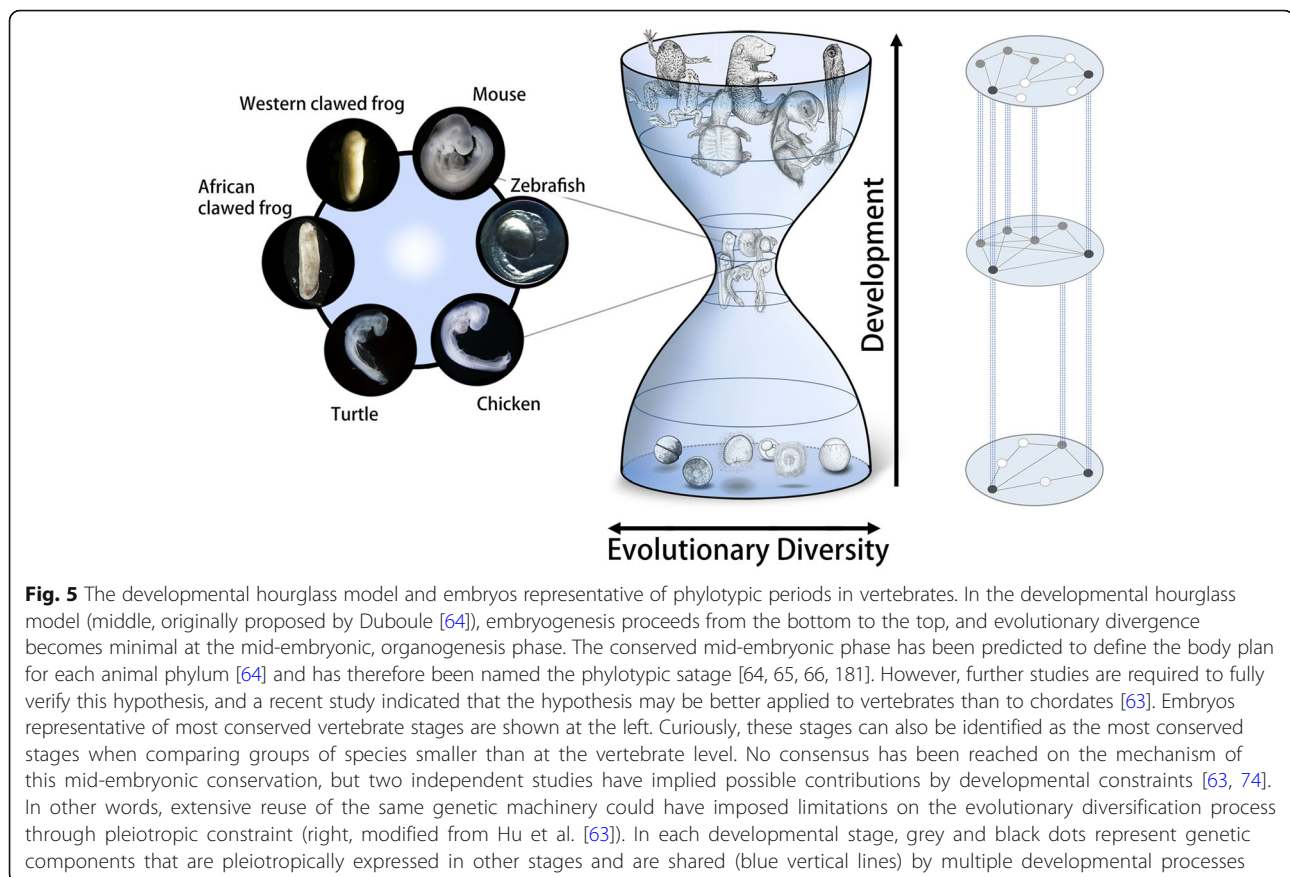 Western clawed frog
Mouse
African
clawed frog
Zebrafish
Turtle
Chicken
Development
Evolutionary Diversity
Fig. 5 The developmental hourglass model and embryos representative of phylotypic periods in vertebrates. In the developmental hourglass
model (middle, originally proposed by Duboule [64]), embryogenesis proceeds from the bottom to the top, and evolutionary divergence
becomes minimal at the mid-embryonic, organogenesis phase. The conserved mid-embryonic phase has been predicted to define the body plan
for each animal phylum [64] and has therefore been named the phylotypic satage [64, 65, 66, 181]. However, further studies are required to fully
verify this hypothesis, and a recent study indicated that the hypothesis may be better applied to vertebrates than to chordates [63]. Embryos
representative of most conserved vertebrate stages are shown at the left. Curiously, these stages can also be identified as the most conserved
stages when comparing groups of species smaller than at the vertebrate level. No consensus has been reached on the mechanism of
this mid-embryonic conservation, but two independent studies have implied possible contributions by developmental constraints [63, 74].
In other words, extensive reuse of the same genetic machinery could have imposed limitations on the evolutionary diversification process
through pleiotropic constraint (right, modified from Hu et al. [63]). In each developmental stage, grey and black dots represent genetic
components that are pleiotropically expressed in other stages and are shared (blue vertical lines) by multiple developmental processes